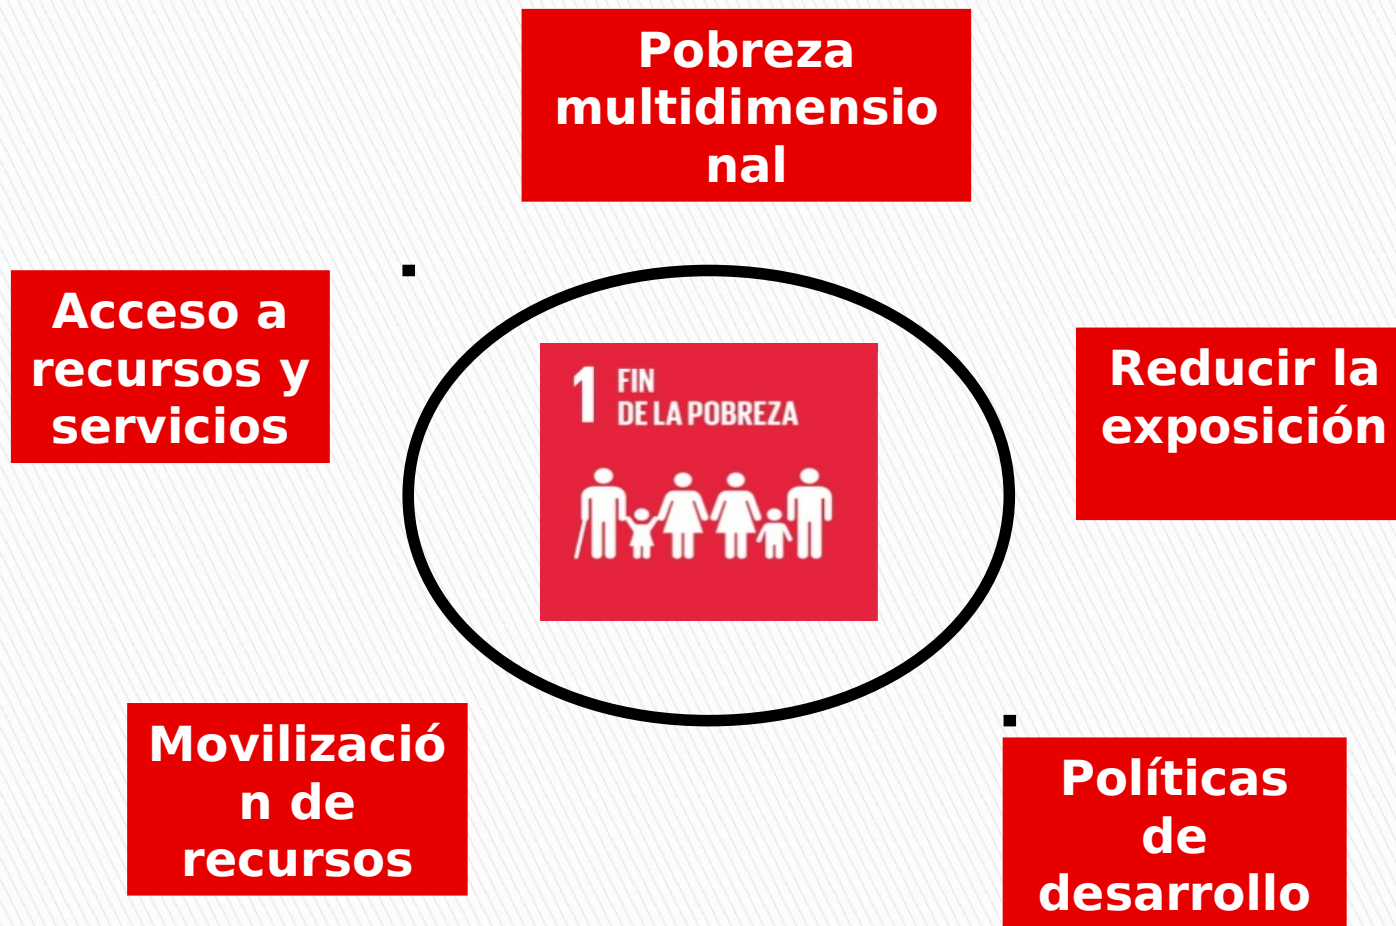 Pobreza
multidimensio
nal
Acceso a
recursos y
servicios
Reducir la
exposición
1 FIN
DE LA POBREZA
Movilizació
n de
recursos
Políticas
de
desarrollo